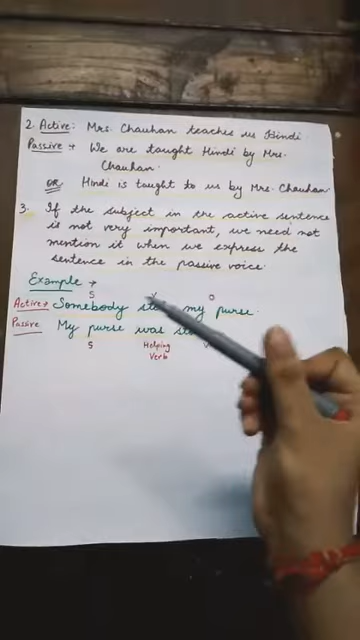 2. Active: Mrs. Chauhan teaches us Hindi
Passive → We are taught Hindi by Mrs.
Chauhan.
OR Hindi is taught to us by Mrs. Chauhan.
3. If the subject in the active sentence
is not very important, we need not
mention it when we express the
sentence in the passive voice.
Example →
S V O
Active → Somebody my purse.
Passive My purse was
S Helping
Verb